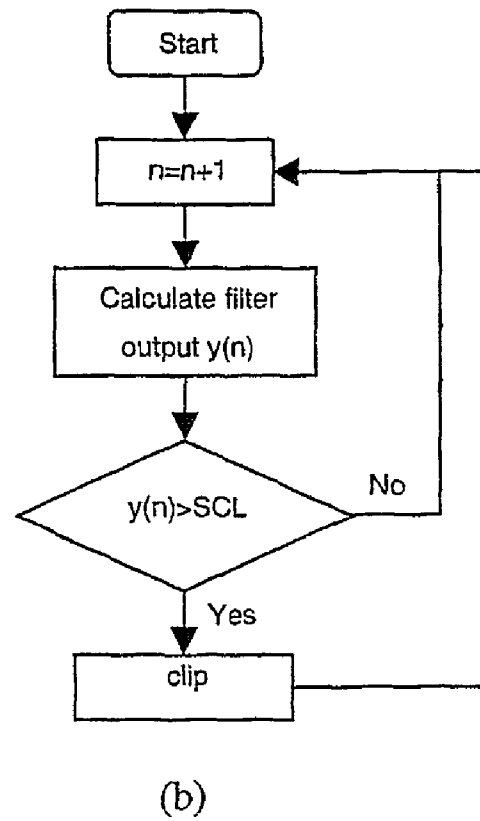 Start
n=n+1
Calculate filter
output y(n)
y(n)>SCL
No
Yes
clip
(b)